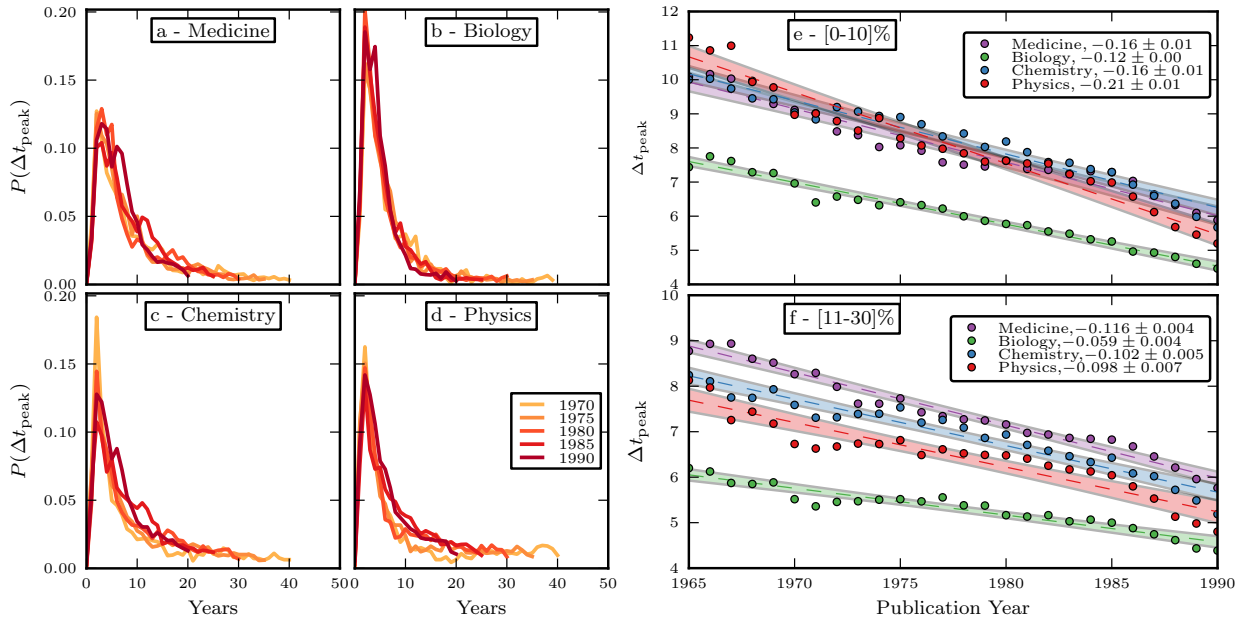 a - Medicine
0.20
0.15
0.10
0.05
0.00
P(Δt_peak)
b - Biology
c - Chemistry
0.20
0.15
0.10
0.05
0.00
P(Δt_peak)
0 10 20 30 40 50
Years
d - Physics
1970
1975
1980
1985
1990
0 10 20 30 40 50
Years
e - [0-10]%
Medicine, −0.16 ± 0.01
Biology, −0.12 ± 0.00
Chemistry, −0.16 ± 0.01
Physics, −0.21 ± 0.01
12
11
10
9
8
7
6
5
4
Δt_peak
f - [11-30]%
Medicine,−0.116 ± 0.004
Biology,−0.059 ± 0.004
Chemistry,−0.102 ± 0.005
Physics, −0.098 ± 0.007
10
9
8
7
6
5
4
Δt_peak
1965 1970 1975 1980 1985 1990
Publication Year